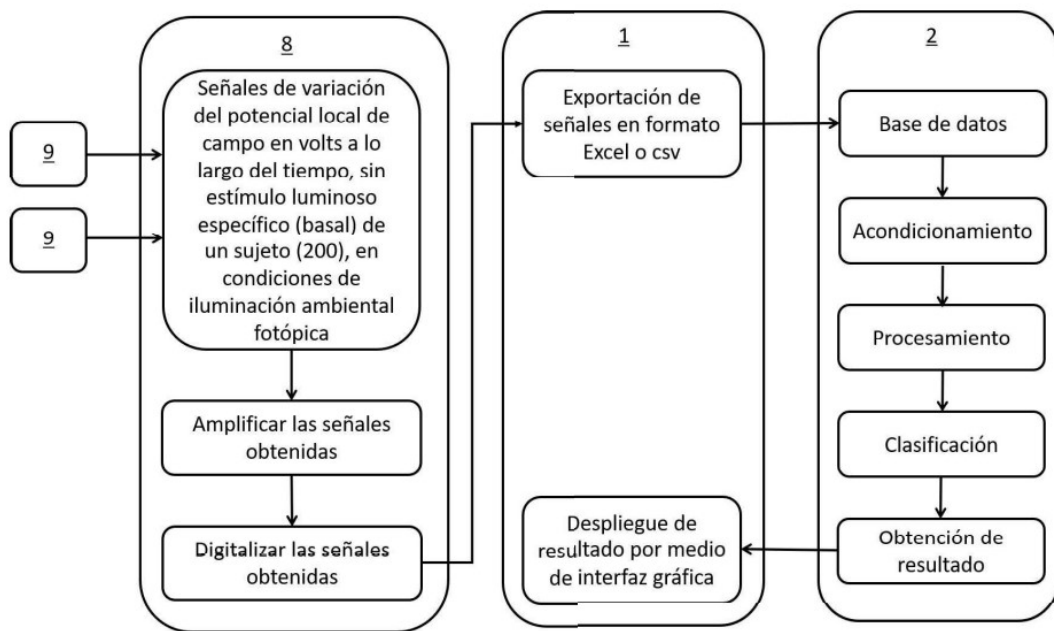 9
9
8
Señales de variación
del potencial local de
campo en volts a lo
largo del tiempo, sin
estímulo luminoso
específico (basal) de
un sujeto (200), en
condiciones de
iluminación ambiental
fotópica
Amplificar las señales
obtenidas
Digitalizar las señales
obtenidas
1
Exportación de
señales en formato
Excel o csv
Despliegue de
resultado por medio
de interfaz gráfica
2
Base de datos
Acondicionamiento
Procesamiento
Clasificación
Obtención de
resultado